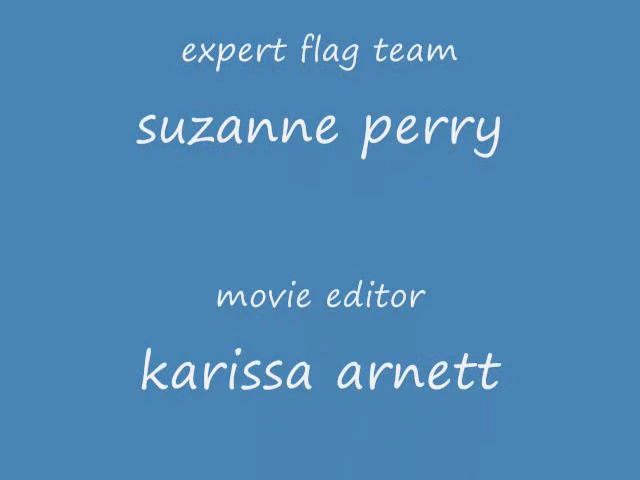 expert flag team
suzanne perry
movie editor
karissa arnett